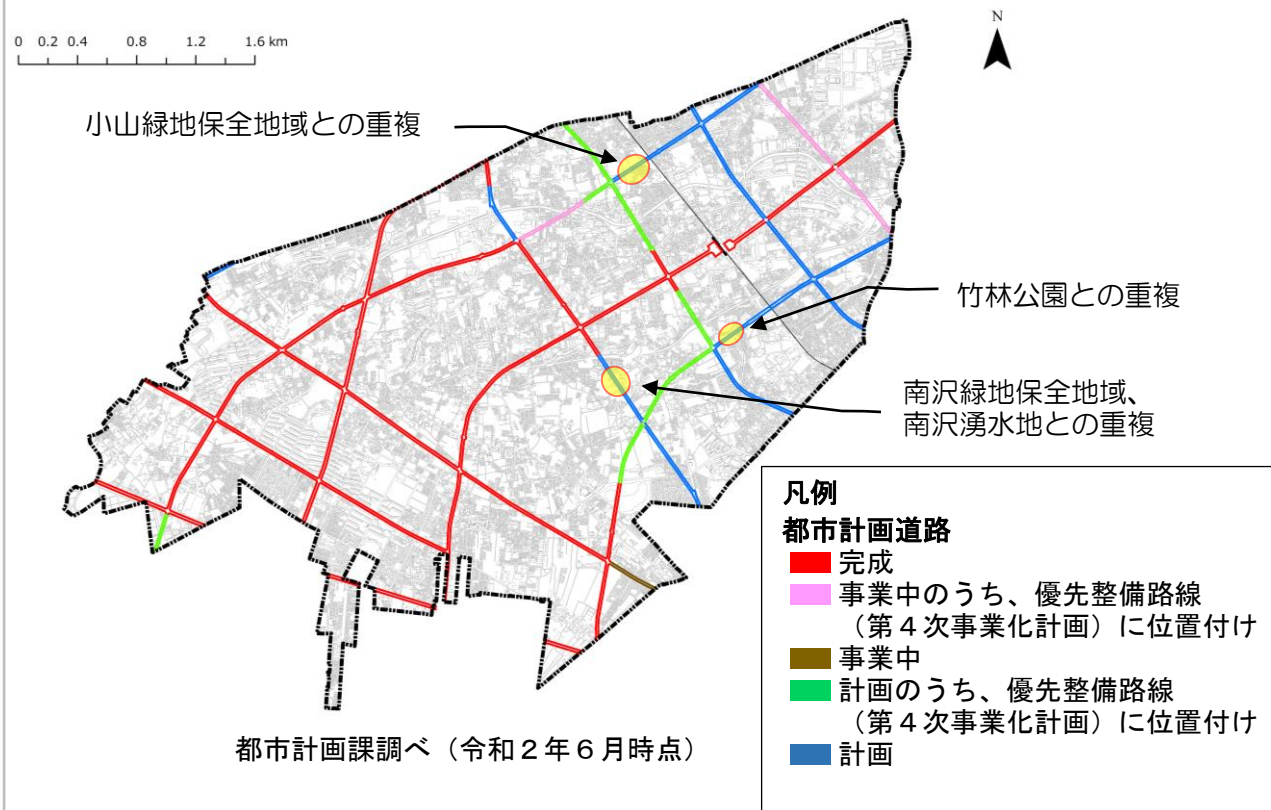 N
0 0.2 0.4 0.8 1.2 1.6 km
小山緑地保全地域との重複
竹林公園との重複
南沢緑地保全地域、
南沢湧水地との重複
凡例
都市計画道路
完成
事業中のうち、優先整備路線
（第４次事業化計画）に位置付け
事業中
計画のうち、優先整備路線
（第４次事業化計画）に位置付け
計画
都市計画課調べ（令和２年６月時点）